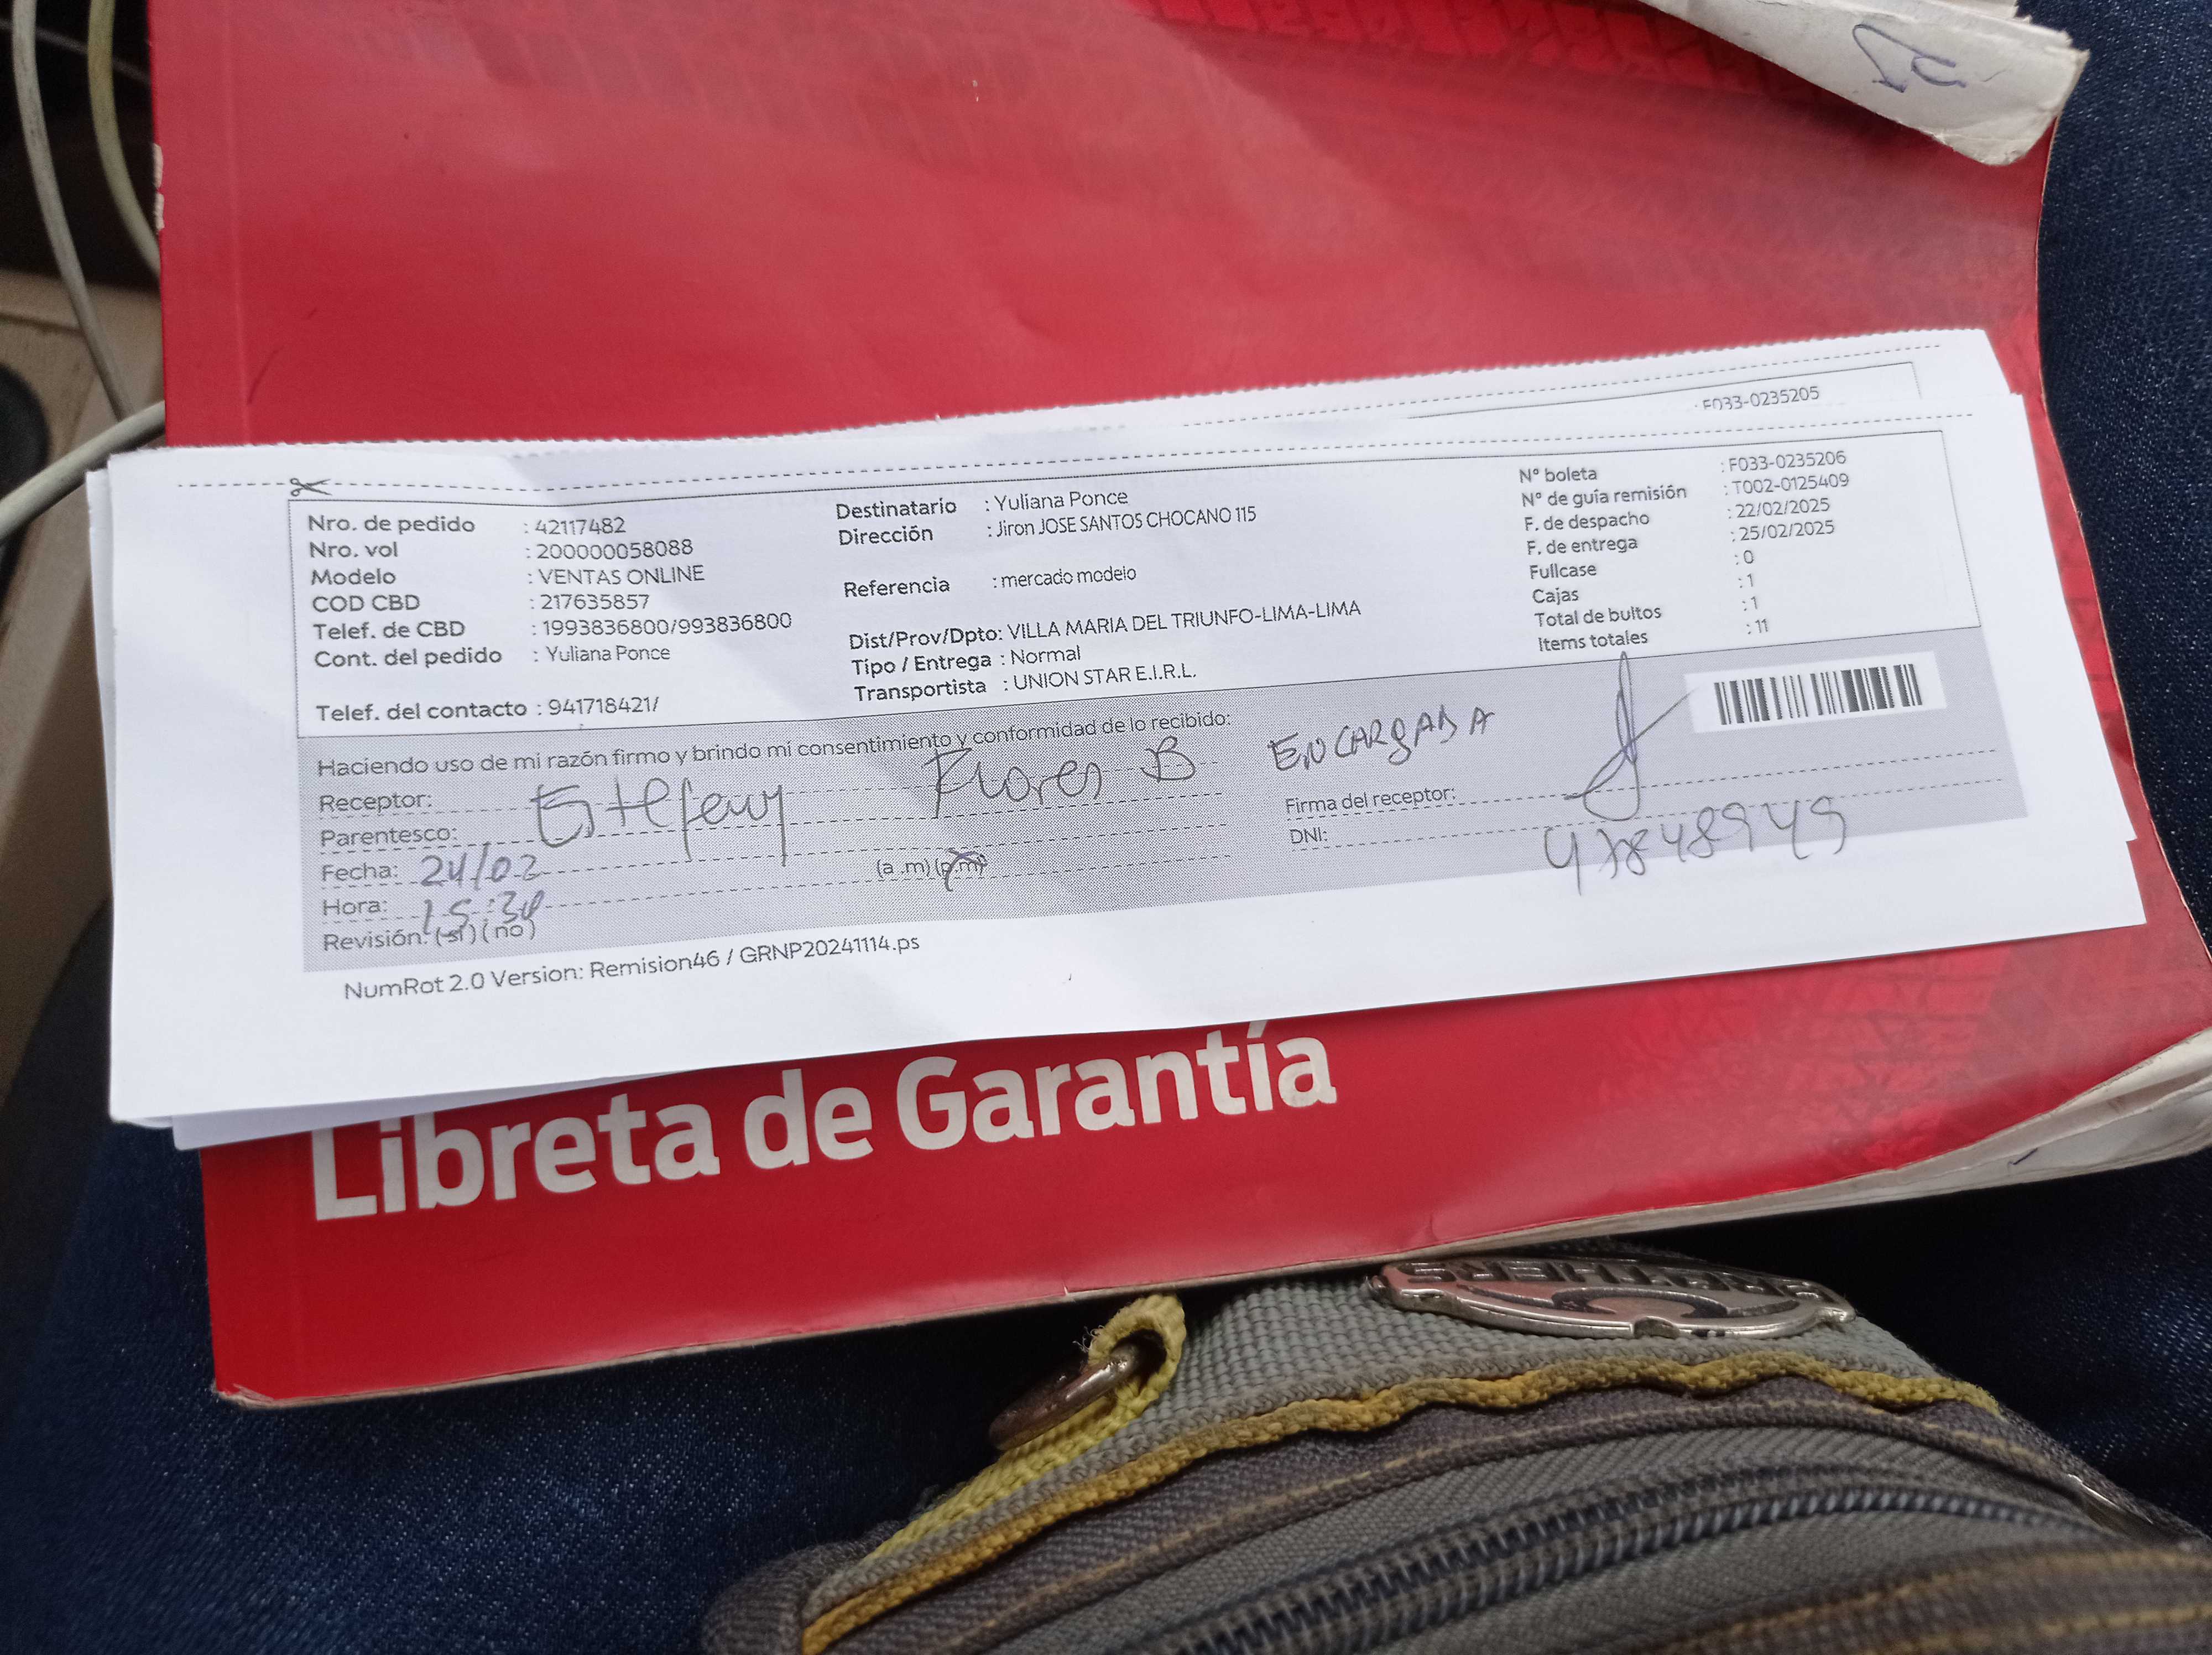 F033-0235205
Nro. de pedido : 42117482
Nro. vol : 200000058088
Modelo : VENTAS ONLINE
COD CBD : 217635857
Telef. de CBD : 1993836800/993836800
Cont. del pedido : Yuliana Ponce
Telef. del contacto : 941718421/
Destinatario : Yuliana Ponce
Dirección : Jiron JOSE SANTOS CHOCANO 115
Referencia : mercado modelo
Dist/Prov/Dpto: VILLA MARIA DEL TRIUNFO-LIMA-LIMA
Tipo / Entrega : Normal
Transportista : UNION STAR E.I.R.L.
N° boleta : F033-0235206
N° de guía remisión : T002-0125409
F. de despacho : 22/02/2025
F. de entrega : 25/02/2025
Fullcase : 0
Cajas : 1
Total de bultos : 1
Items totales : 11
Haciendo uso de mi razón firmo y brindo mi consentimiento y conformidad de lo recibido:
Receptor: Estefeny Flores B ENCARGADA
Parentesco:
Fecha: 24/02 (a .m) (p.m)
Hora: 15:30
Revisión: (si) (no)
Firma del receptor:
DNI:
NumRot 2.0 Version: Remision46 / GRNP20241114.ps
Libreta de Garantía